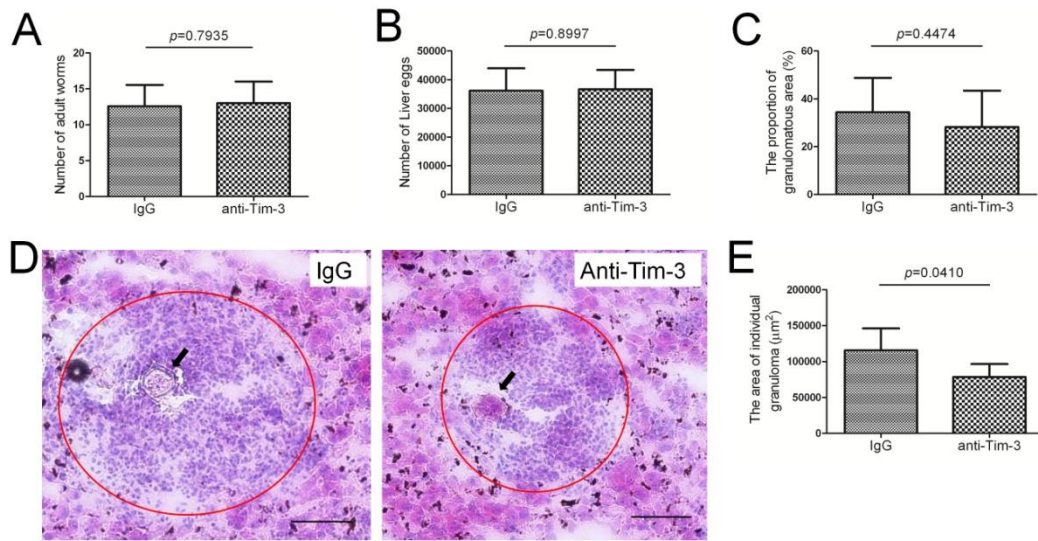 A
p=0.7935
Number of adult worms
20
15
10
5
0
IgG
anti-Tim-3
B
p=0.8997
Number of Liver eggs
50000
40000
30000
20000
10000
0
IgG
anti-Tim-3
C
p=0.4474
The proportion of
granulomatous area (%)
60
40
20
0
IgG
anti-Tim-3
D
IgG
Anti-Tim-3
E
p=0.0410
The area of individual
granuloma (μm²)
200000
150000
100000
50000
0
IgG
anti-Tim-3